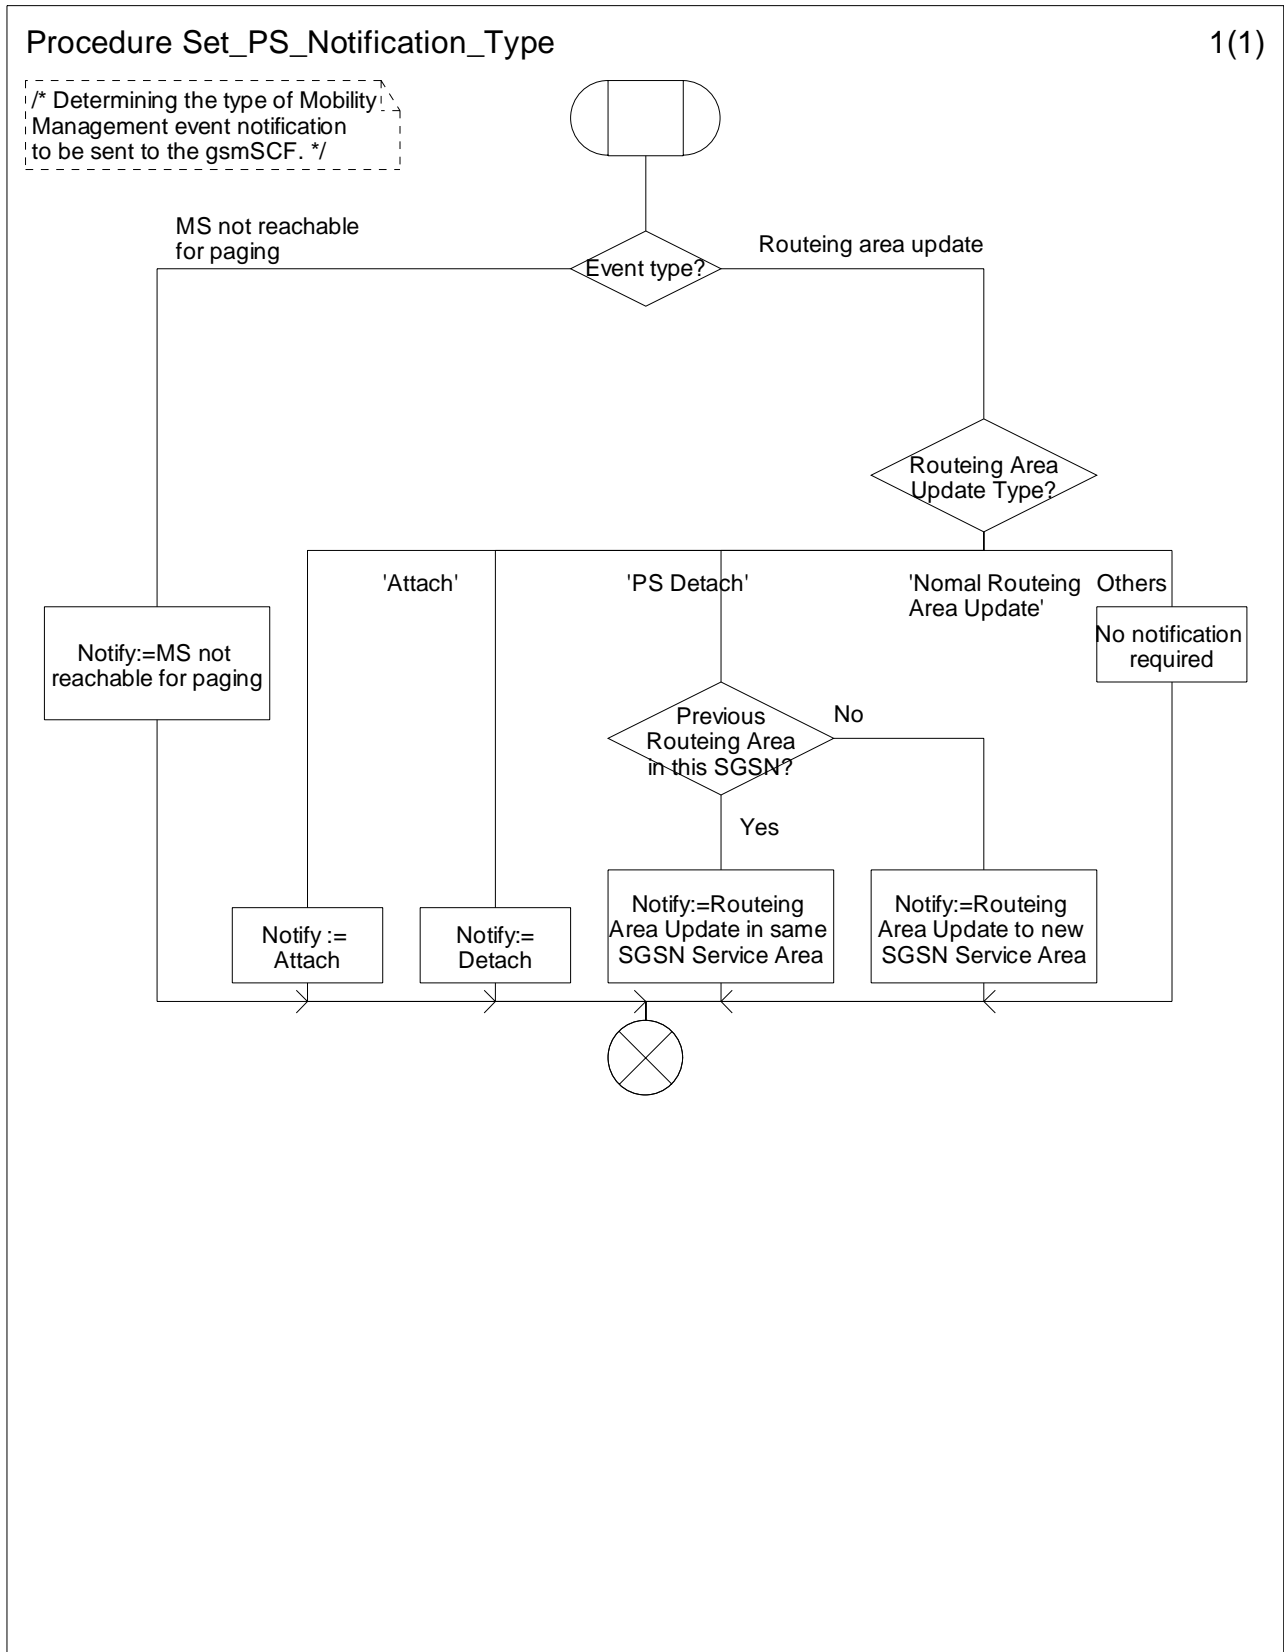 Procedure Set_PS_Notification_Type
1(1)
/* Determining the type of Mobility
Management event notification
to be sent to the gsmSCF. */
MS not reachable
for paging
Event type?
Routeing area update
Routeing Area
Update Type?
'Attach'
'PS Detach'
'Nomal Routeing
Area Update'
Others
Notify:=MS not
reachable for paging
No notification
required
Previous
Routeing Area
in this SGSN?
No
Yes
Notify :=
Attach
Notify:=
Detach
Notify:=Routeing
Area Update in same
SGSN Service Area
Notify:=Routeing
Area Update to new
SGSN Service Area